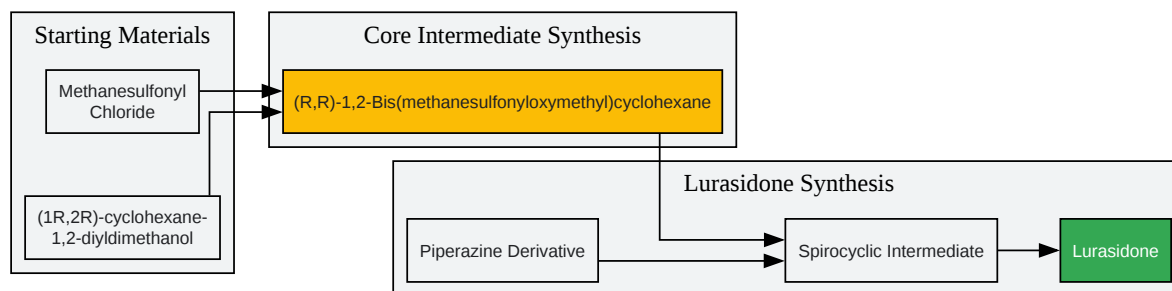 Starting Materials
Methanesulfonyl
Chloride
(1R,2R)-cyclohexane-
1,2-diyldimethanol
Core Intermediate Synthesis
(R,R)-1,2-Bis(methanesulfonyloxymethyl)cyclohexane
Lurasidone Synthesis
Piperazine Derivative
Spirocyclic Intermediate
Lurasidone